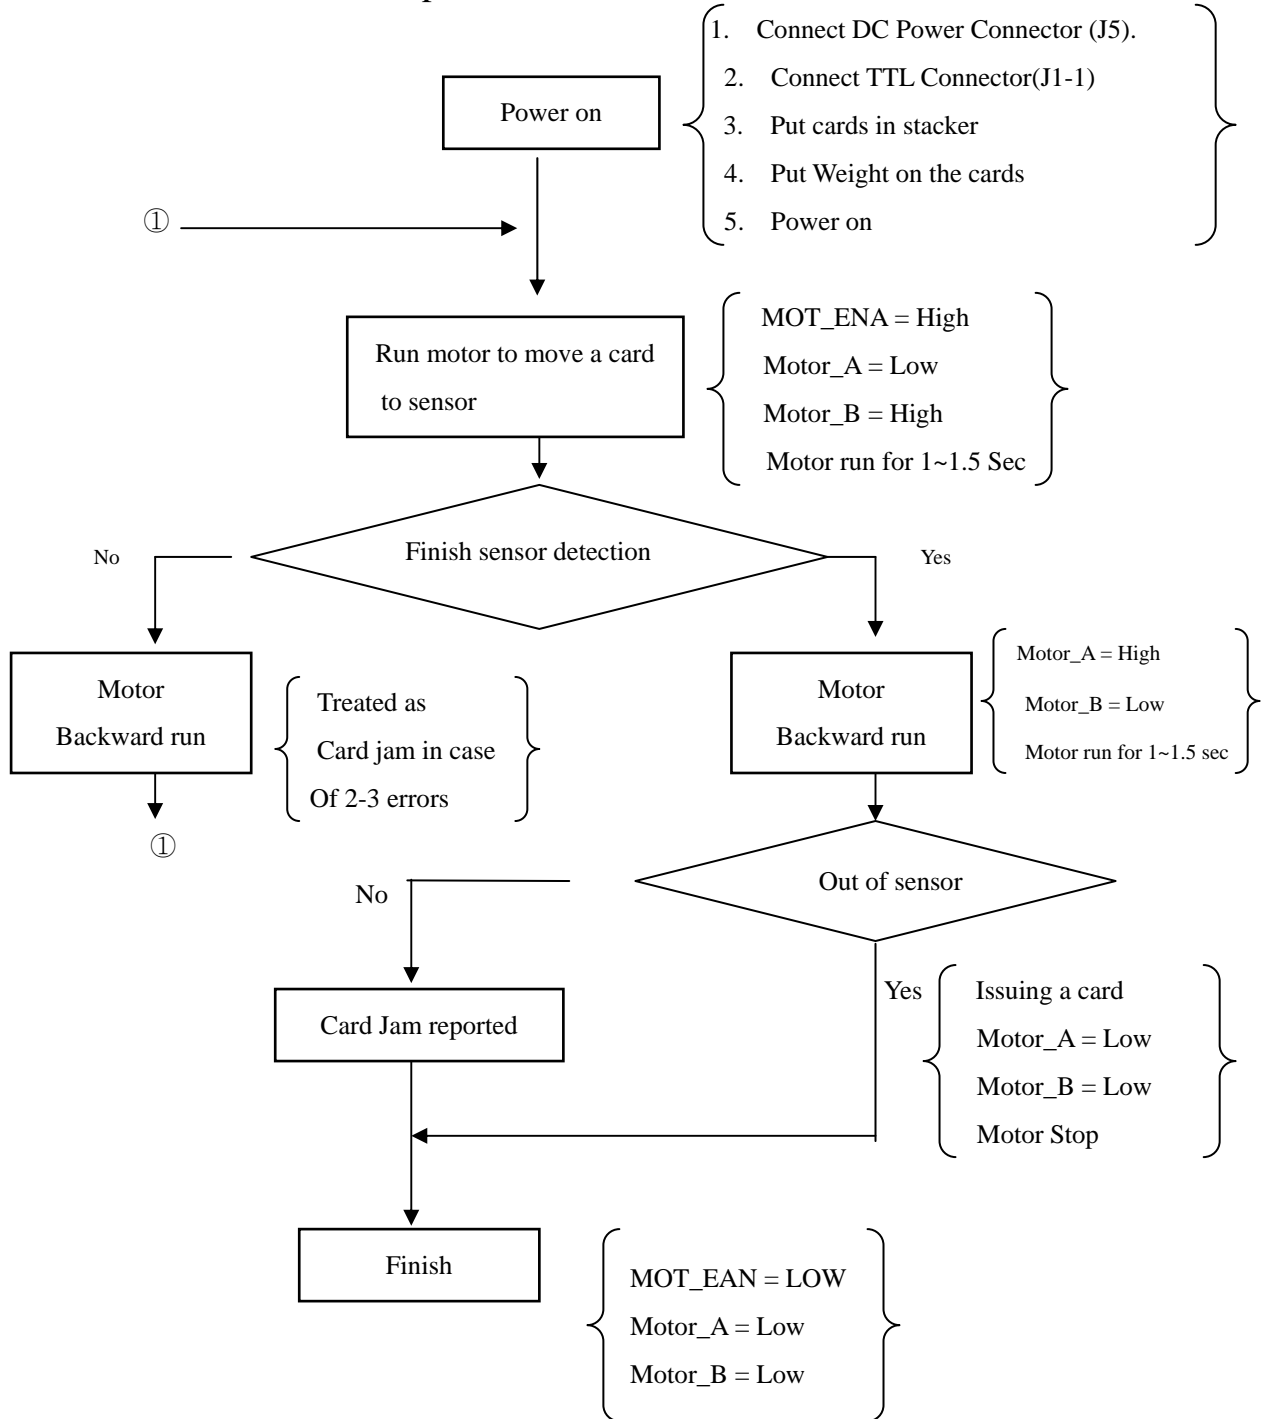 1. Connect DC Power Connector (J5).
2. Connect TTL Connector(J1-1)
3. Put cards in stacker
4. Put Weight on the cards
5. Power on
Power on
①
Run motor to move a card
to sensor
MOT_ENA = High
Motor_A = Low
Motor_B = High
Motor run for 1~1.5 Sec
Finish sensor detection
No
Yes
Motor
Backward run
Treated as
Card jam in case
Of 2-3 errors
①
Motor
Backward run
Motor_A = High
Motor_B = Low
Motor run for 1~1.5 sec
Out of sensor
No
Yes
Card Jam reported
Issuing a card
Motor_A = Low
Motor_B = Low
Motor Stop
Finish
MOT_EAN = LOW
Motor_A = Low
Motor_B = Low